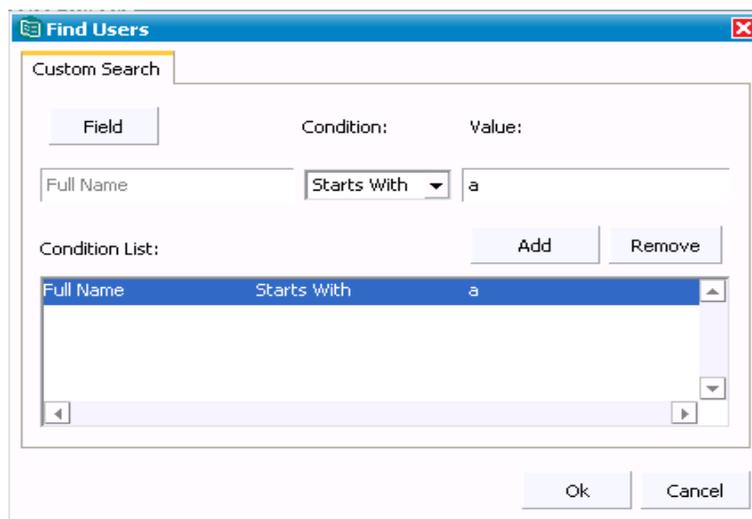 Find Users
Custom Search
Field Condition: Value:
Full Name Starts With a
Condition List: Add Remove
Full Name Starts With a
Ok Cancel